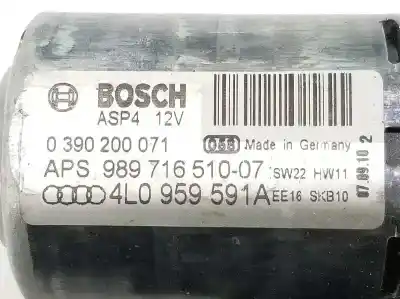 BOSCH
ASP4 12V
0 390 200 071 Made in Germany
APS 989 716 510-07 SW22 HW11
4L0 959 591A EE16 SKB10
07.09.10 2